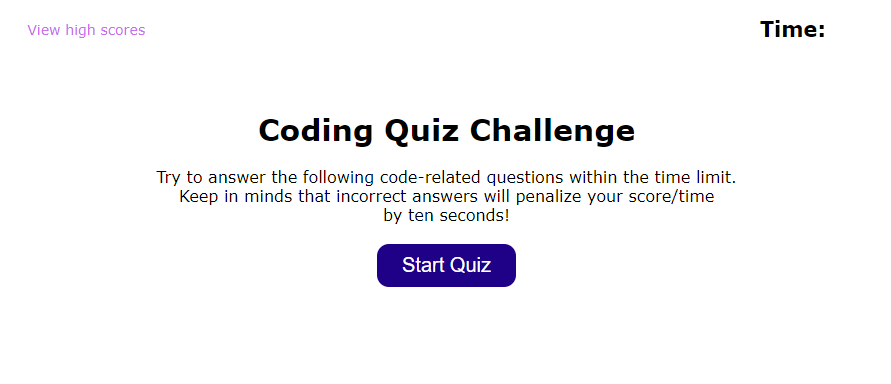 View high scores
Time:
Coding Quiz Challenge
Try to answer the following code-related questions within the time limit.
Keep in minds that incorrect answers will penalize your score/time
by ten seconds!
Start Quiz